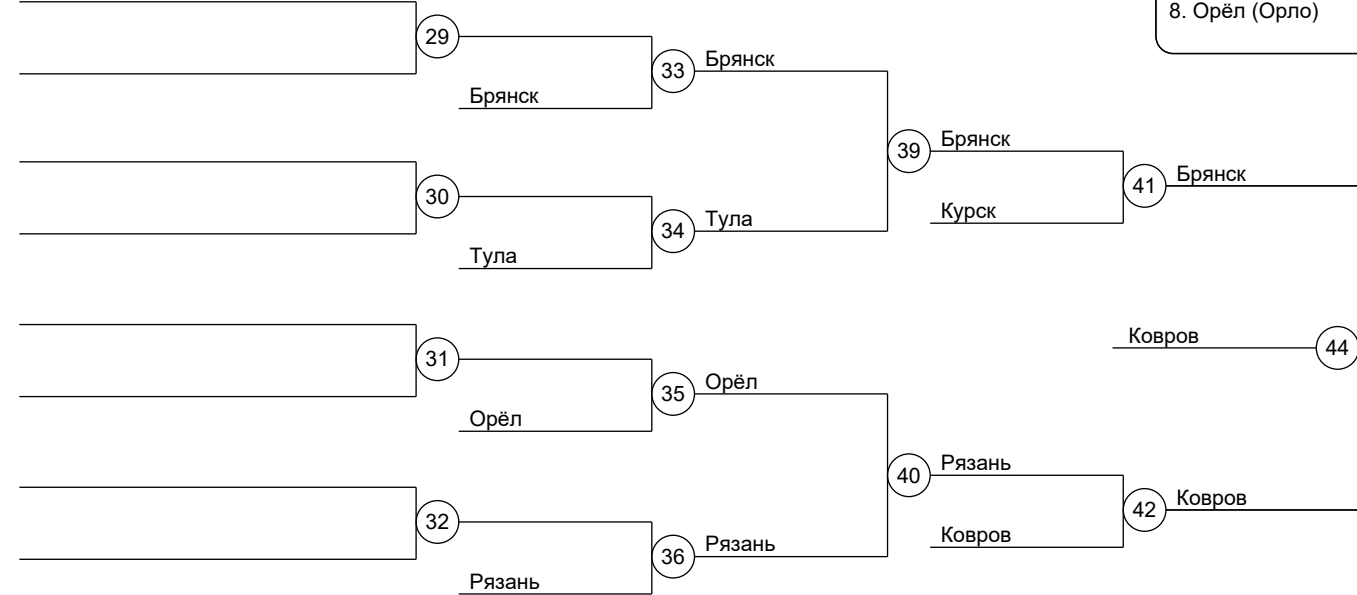 8. Орёл (Орло)
29
33
Брянск
Брянск
39
Брянск
41
Брянск
30
34
Тула
Курск
Тула
31
35
Орёл
Ковров
44
Орёл
40
Рязань
42
Ковров
32
36
Рязань
Ковров
Рязань